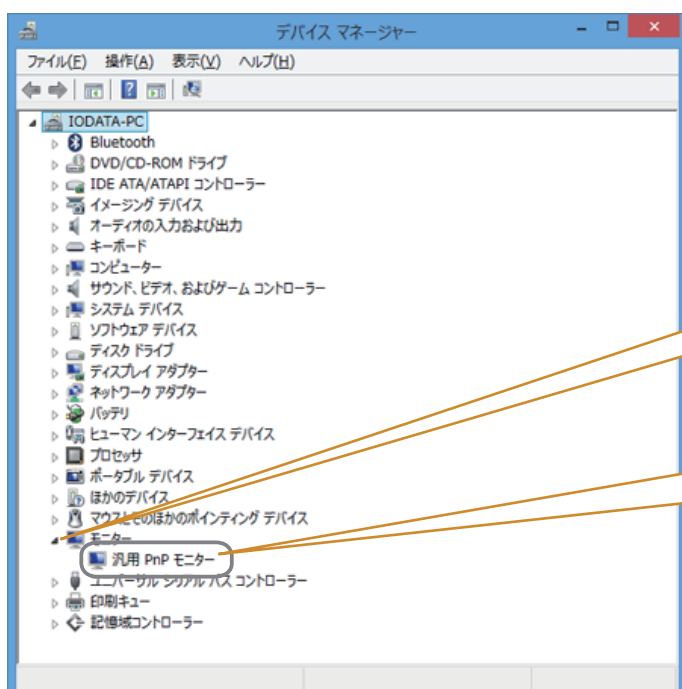 デバイス マネージャー
ファイル(F) 操作(A) 表示(V) ヘルプ(H)
IODATA-PC
Bluetooth
DVD/CD-ROM ドライブ
IDE ATA/ATAPI コントローラー
イメージング デバイス
オーディオの入力および出力
キーボード
コンピューター
サウンド、ビデオ、およびゲーム コントローラー
システム デバイス
ソフトウェア デバイス
ディスク ドライブ
ディスプレイ アダプター
ネットワーク アダプター
バッテリ
ヒューマン インターフェイス デバイス
プロセッサ
ポータブル デバイス
ほかのデバイス
マウスとそのほかのポインティング デバイス
モニター
汎用 PnP モニター
ユニバーサル シリアル バス コントローラー
印刷キュー
記憶域コントローラー